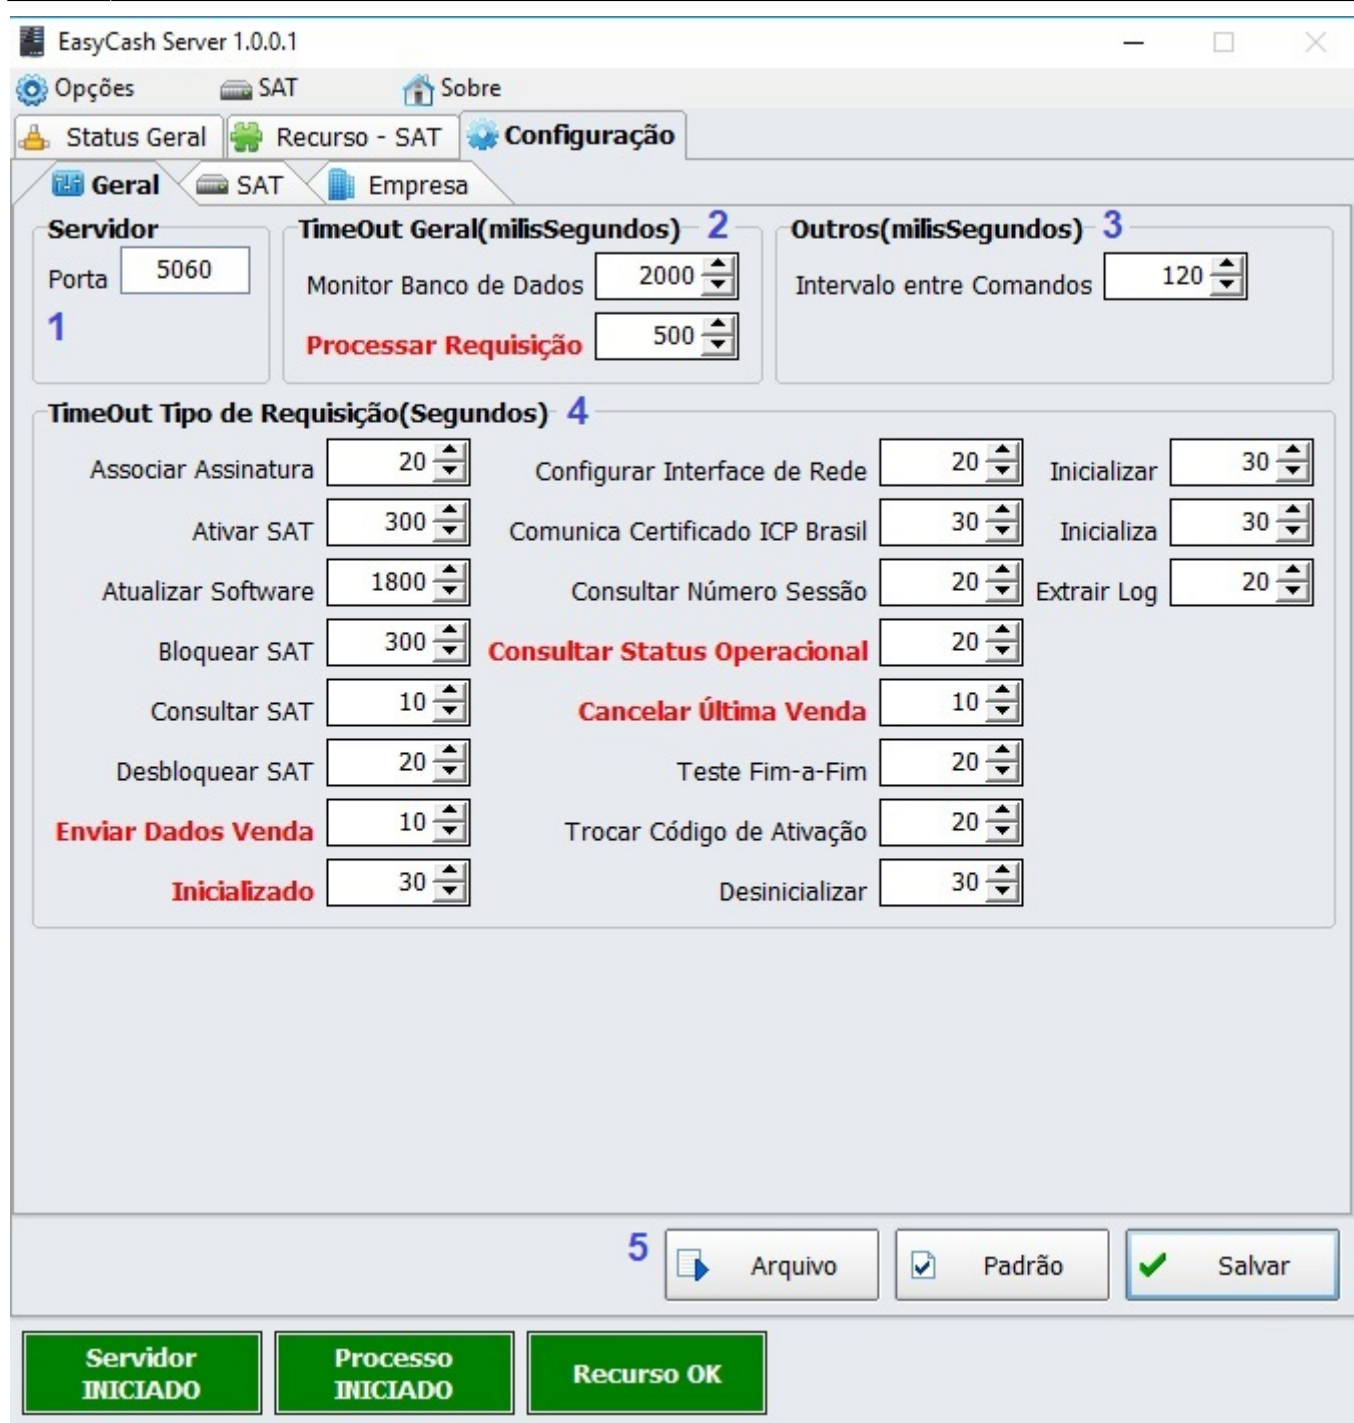 EasyCash Server 1.0.0.1
Opções SAT Sobre
Status Geral Recurso - SAT Configuração
Geral SAT Empresa
Servidor TimeOut Geral(milisSegundos) 2 Outros(milisSegundos) 3
Porta 5060 Monitor Banco de Dados 2000 Intervalo entre Comandos 120
1 Processar Requisição 500
TimeOut Tipo de Requisição(Segundos) 4
Associar Assinatura 20 Configurar Interface de Rede 20 Inicializar 30
Ativar SAT 300 Comunica Certificado ICP Brasil 30 Inicializa 30
Atualizar Software 1800 Consultar Número Sessão 20 Extrair Log 20
Bloquear SAT 300 Consultar Status Operacional 20
Consultar SAT 10 Cancelar Última Venda 10
Desbloquear SAT 20 Teste Fim-a-Fim 20
Enviar Dados Venda 10 Trocar Código de Ativação 20
Inicializado 30 Desinicializar 30
5 Arquivo Padrão Salvar
Servidor Processo Recurso OK
INICIADO INICIADO